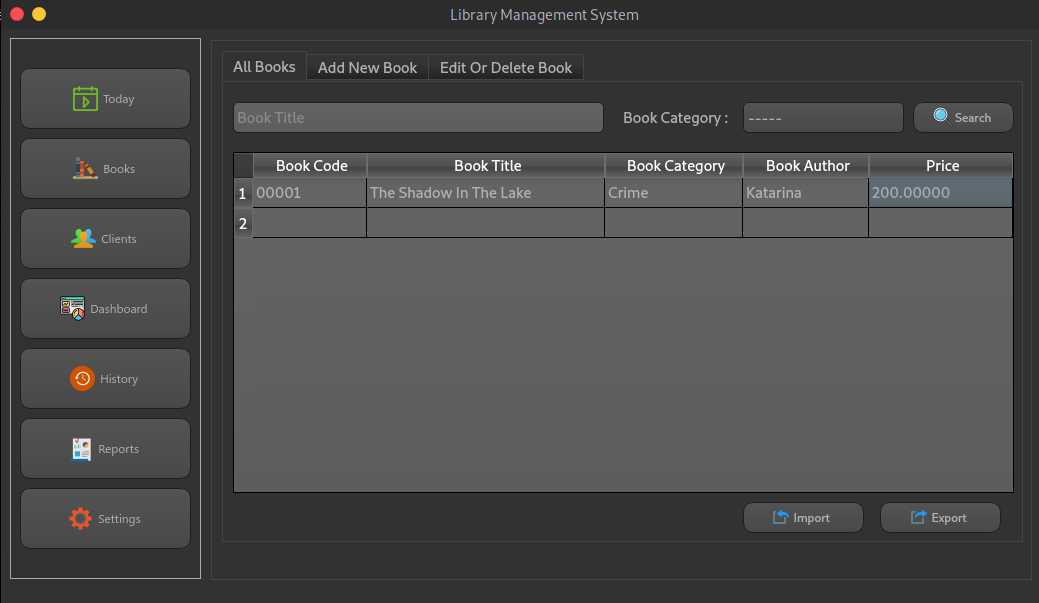 Library Management System
Today
Books
Clients
Dashboard
History
Reports
Settings
All Books Add New Book Edit Or Delete Book
Book Title Book Category : ----- Search
Book Code Book Title Book Category Book Author Price
1 00001 The Shadow In The Lake Crime Katarina 200.00000
2
Import Export